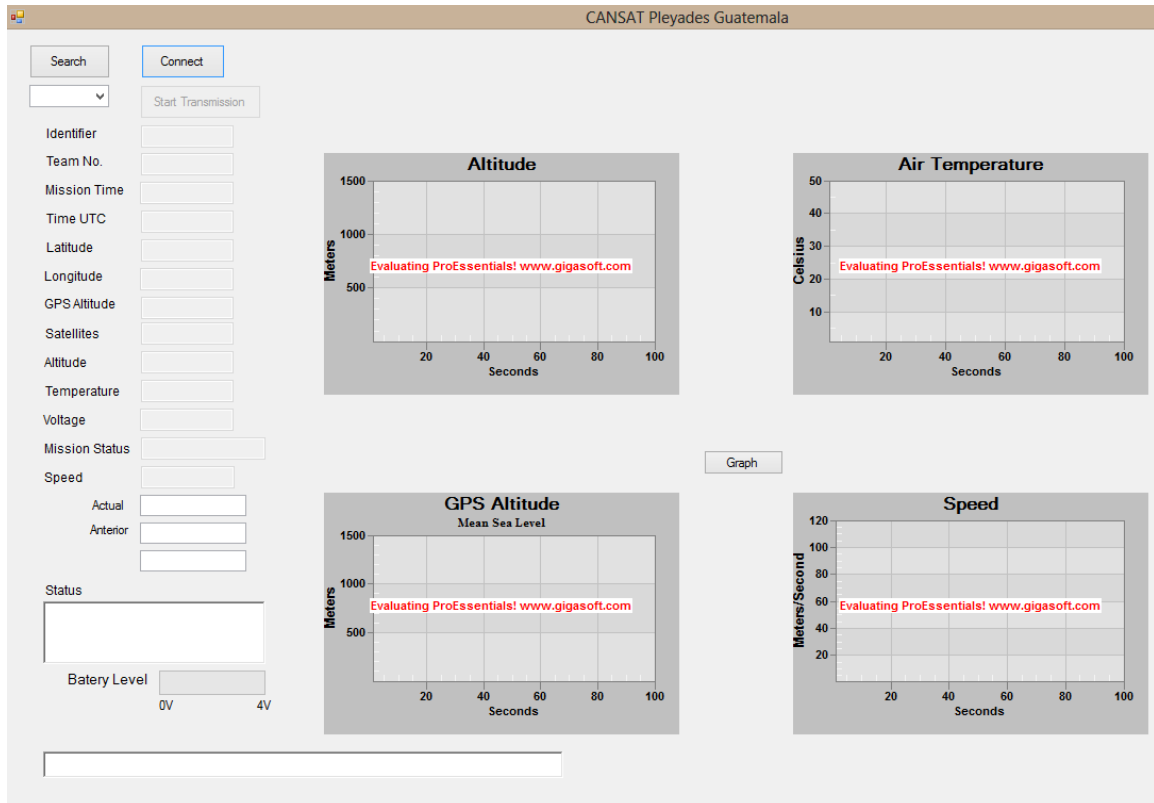 CANSAT Pleyades Guatemala
Search
Connect
Start Transmission
Identifier
Team No.
Mission Time
Time UTC
Latitude
Longitude
GPS Altitude
Satellites
Altitude
Temperature
Voltage
Mission Status
Speed
Actual
Anterior
Status
Batery Level
0V 4V
Altitude
1500
1000
500
Meters
Evaluating ProEssentials! www.gigasoft.com
20 40 60 80 100
Seconds
Air Temperature
50
40
30
20
10
Celsius
Evaluating ProEssentials! www.gigasoft.com
20 40 60 80 100
Seconds
Graph
GPS Altitude
Mean Sea Level
1500
1000
500
Meters
Evaluating ProEssentials! www.gigasoft.com
20 40 60 80 100
Seconds
Speed
120
100
80
60
40
20
Meters/Second
Evaluating ProEssentials! www.gigasoft.com
20 40 60 80 100
Seconds